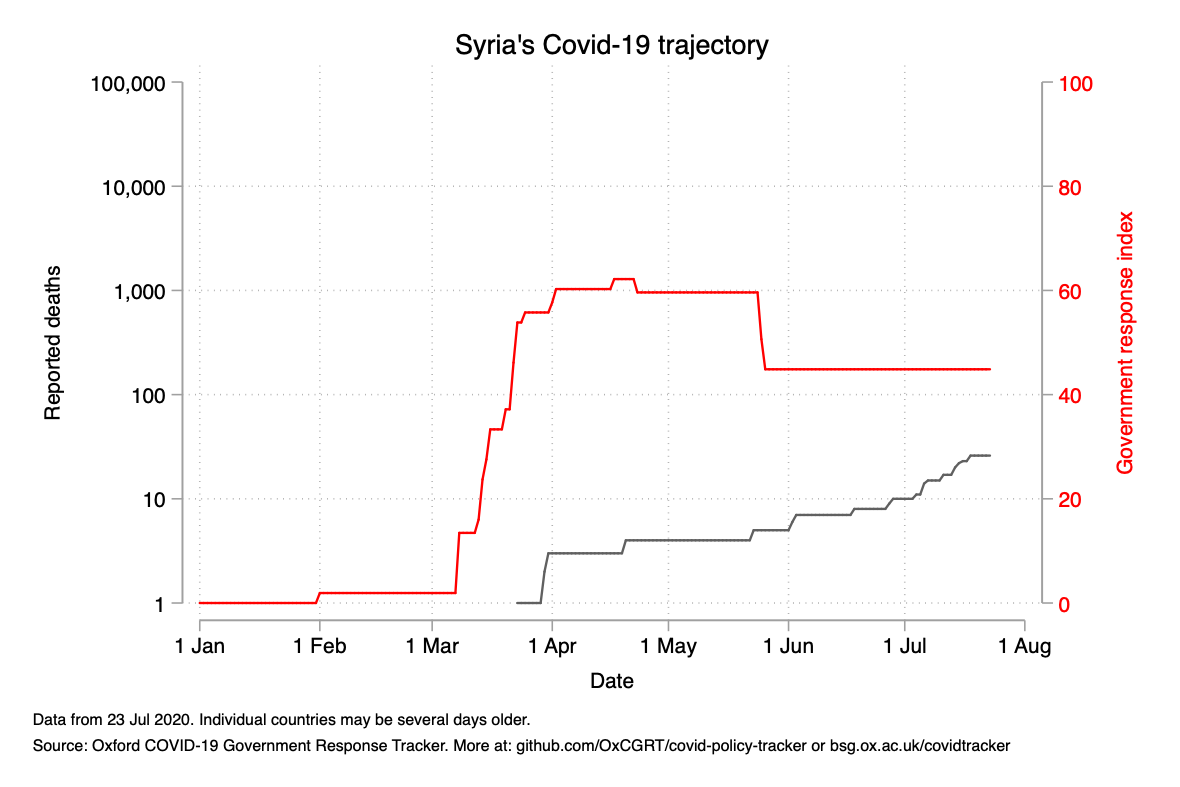 Syria's Covid-19 trajectory
100,000
10,000
1,000
100
10
1
Reported deaths
100
80
60
40
20
0
Government response index
1 Jan
1 Feb
1 Mar
1 Apr
1 May
1 Jun
1 Jul
1 Aug
Date
Data from 23 Jul 2020. Individual countries may be several days older.
Source: Oxford COVID-19 Government Response Tracker. More at: github.com/OxCGRT/covid-policy-tracker or bsg.ox.ac.uk/covidtracker